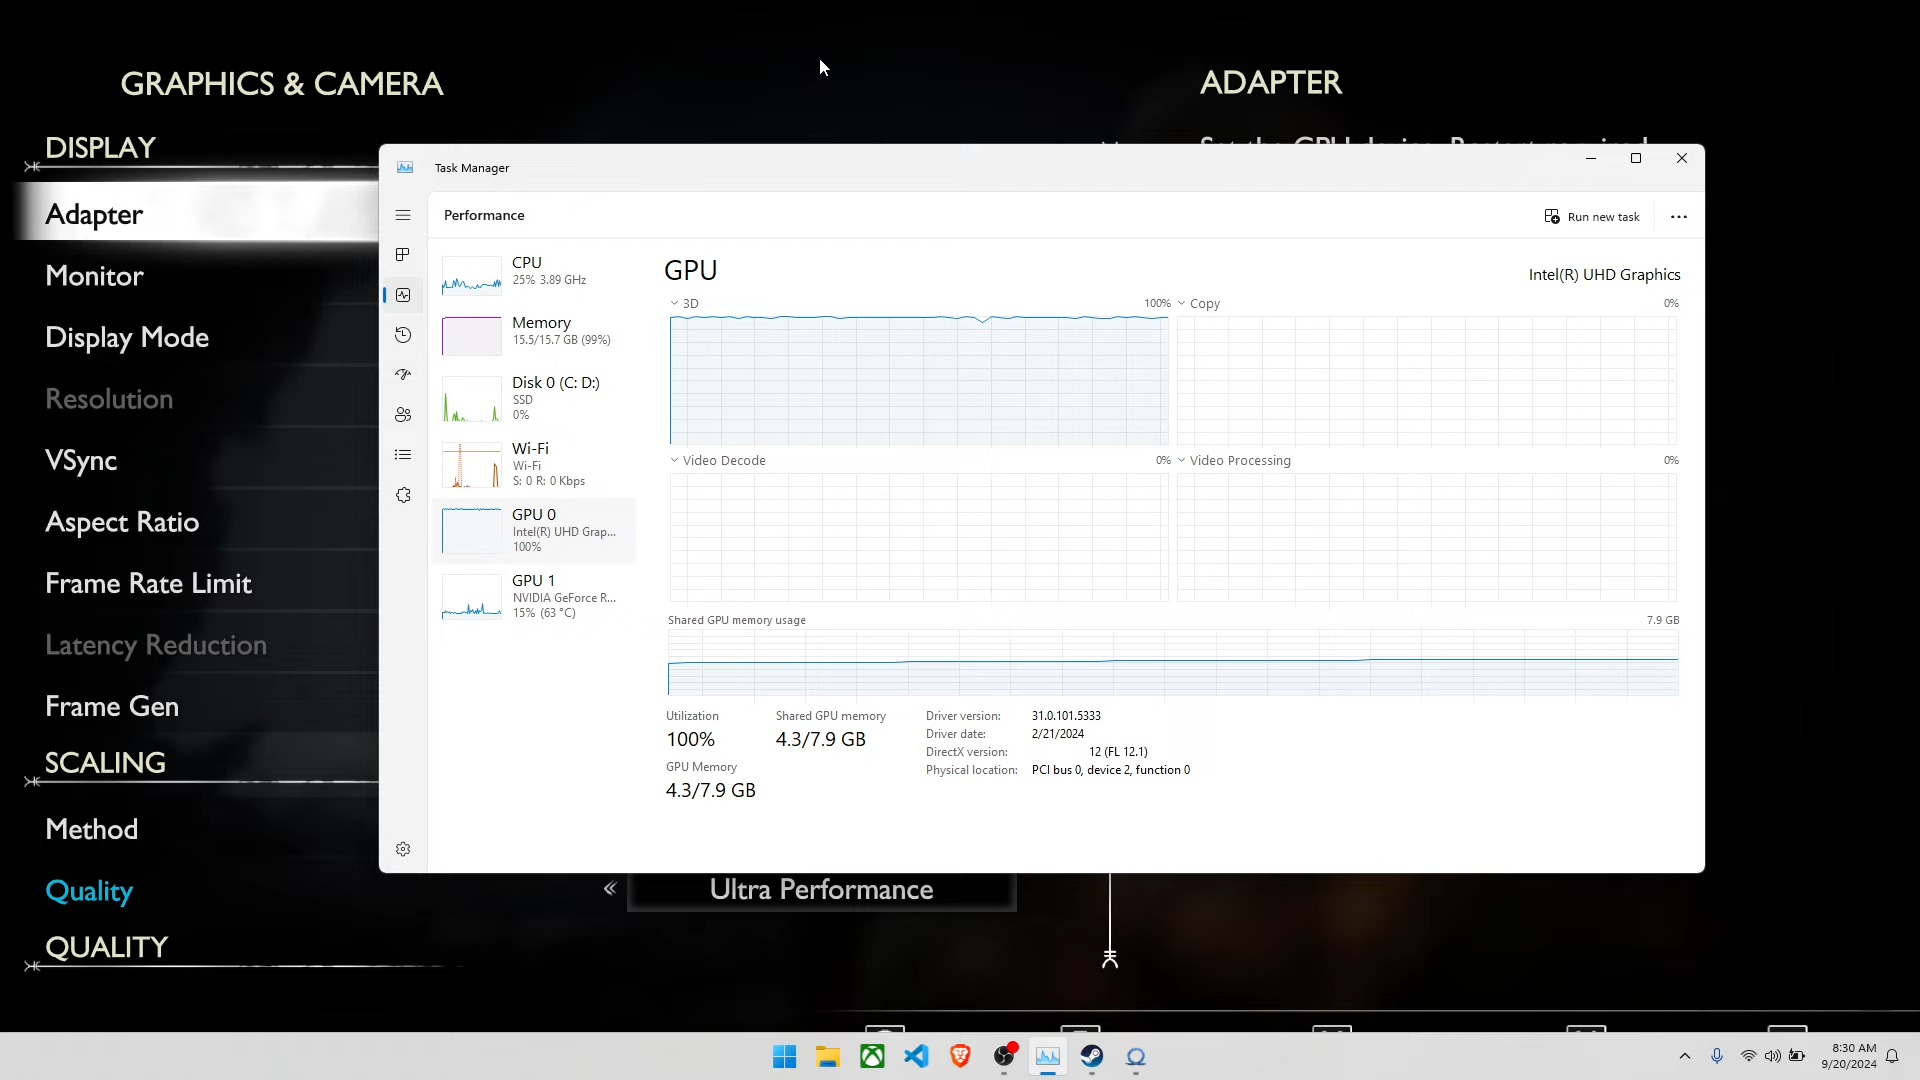 GRAPHICS & CAMERA
ADAPTER
Set the GPU device. Restart required
DISPLAY
Adapter
Monitor
Display Mode
Resolution
VSync
Aspect Ratio
Frame Rate Limit
Latency Reduction
Frame Gen
SCALING
Method
Quality
Ultra Performance
QUALITY
Task Manager
Performance
Run new task
CPU
25% 3.89 GHz
Memory
15.5/15.7 GB (99%)
Disk 0 (C: D:)
SSD
0%
Wi-Fi
Wi-Fi
S: 0 R: 0 Kbps
GPU 0
Intel(R) UHD Grap...
100%
GPU 1
NVIDIA GeForce R...
15% (63 °C)
GPU
Intel(R) UHD Graphics
3D 100%
Copy 0%
Video Decode 0%
Video Processing 0%
Shared GPU memory usage 7.9 GB
Utilization
100%
Shared GPU memory
4.3/7.9 GB
GPU Memory
4.3/7.9 GB
Driver version: 31.0.101.5333
Driver date: 2/21/2024
DirectX version: 12 (FL 12.1)
Physical location: PCI bus 0, device 2, function 0
8:30 AM
9/20/2024